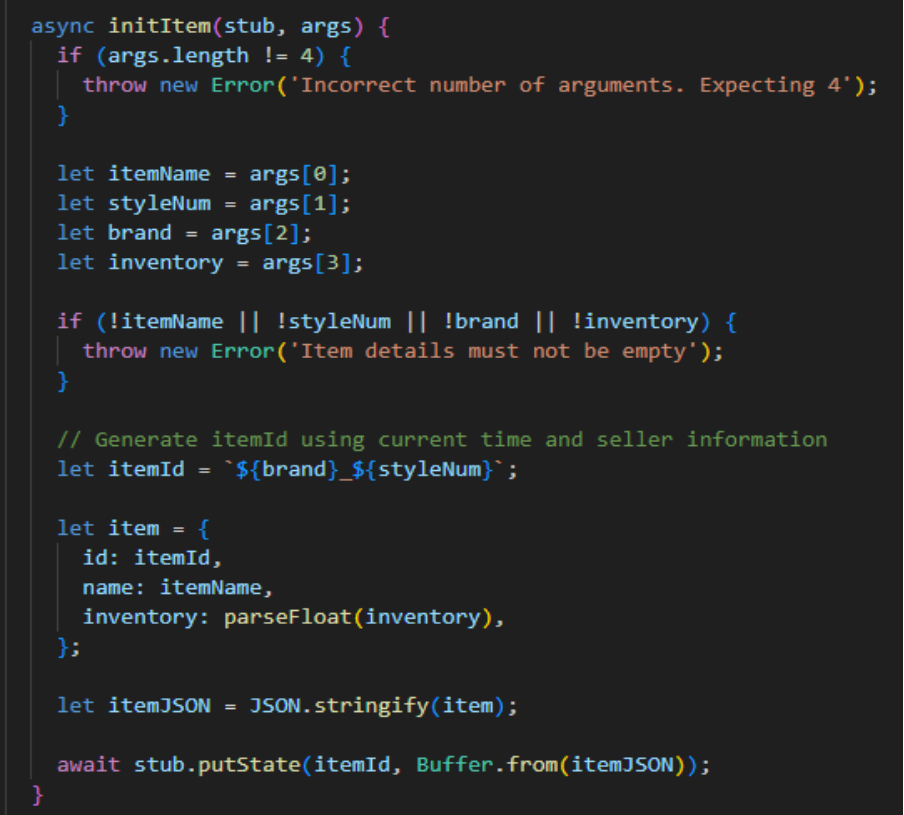 async initItem(stub, args) {
  if (args.length != 4) {
    throw new Error('Incorrect number of arguments. Expecting 4');
  }

  let itemName = args[0];
  let styleNum = args[1];
  let brand = args[2];
  let inventory = args[3];

  if (!itemName || !styleNum || !brand || !inventory) {
    throw new Error('Item details must not be empty');
  }

  // Generate itemId using current time and seller information
  let itemId = `${brand}_${styleNum}`;

  let item = {
    id: itemId,
    name: itemName,
    inventory: parseFloat(inventory),
  };

  let itemJSON = JSON.stringify(item);

  await stub.putState(itemId, Buffer.from(itemJSON));
}